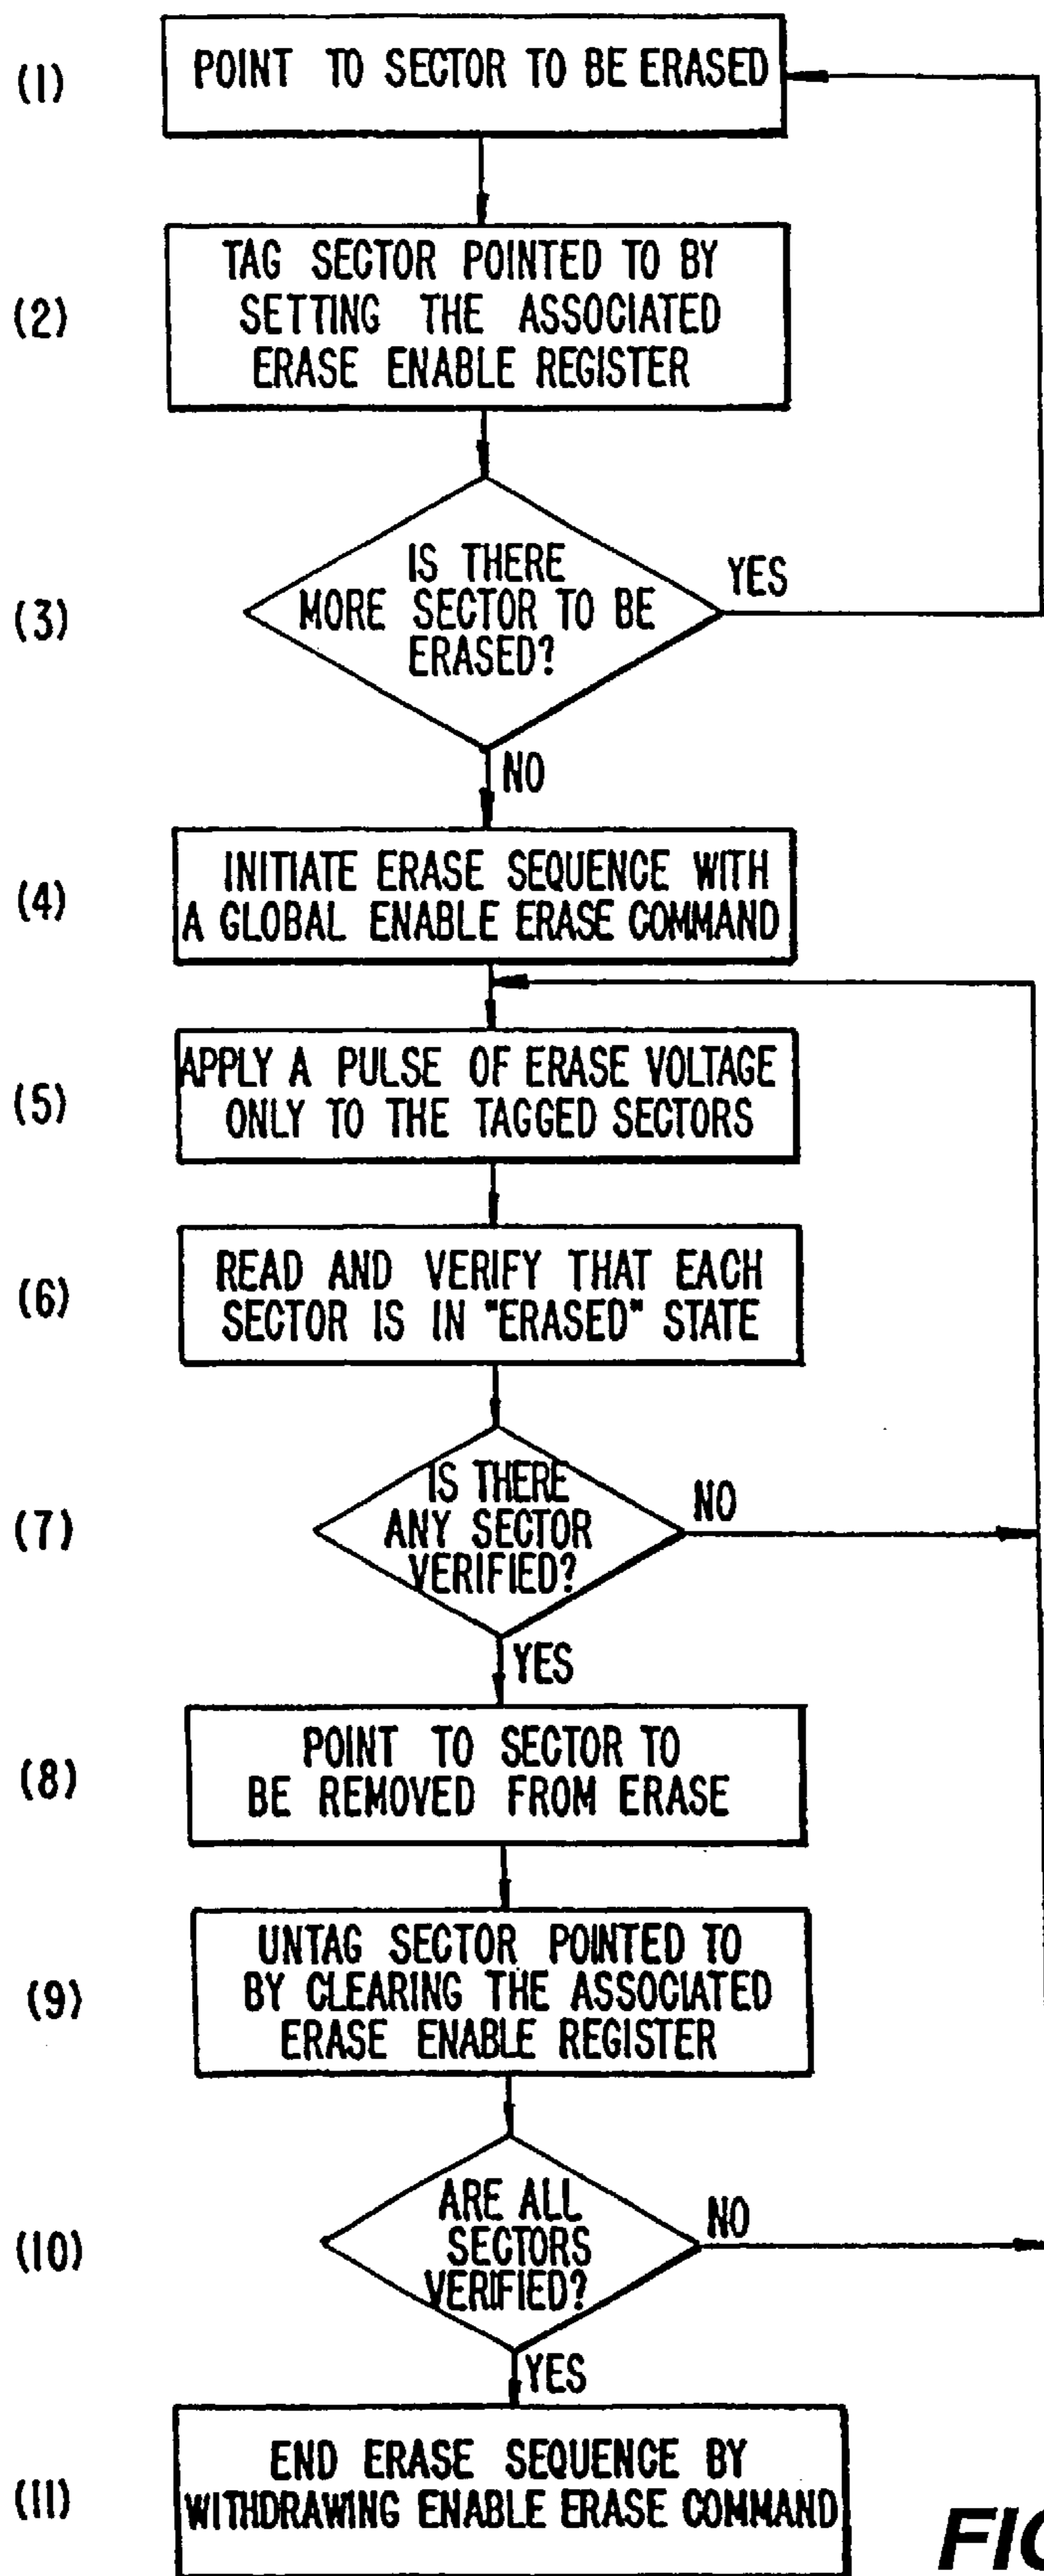 (1)
POINT TO SECTOR TO BE ERASED
(2)
TAG SECTOR POINTED TO BY
SETTING THE ASSOCIATED
ERASE ENABLE REGISTER
(3)
IS THERE
MORE SECTOR TO BE
ERASED?
YES
NO
(4)
INITIATE ERASE SEQUENCE WITH
A GLOBAL ENABLE ERASE COMMAND
(5)
APPLY A PULSE OF ERASE VOLTAGE
ONLY TO THE TAGGED SECTORS
(6)
READ AND VERIFY THAT EACH
SECTOR IS IN "ERASED" STATE
(7)
IS THERE
ANY SECTOR
VERIFIED?
NO
YES
(8)
POINT TO SECTOR TO
BE REMOVED FROM ERASE
(9)
UNTAG SECTOR POINTED TO
BY CLEARING THE ASSOCIATED
ERASE ENABLE REGISTER
(10)
ARE ALL
SECTORS
VERIFIED?
NO
YES
(11)
END ERASE SEQUENCE BY
WITHDRAWING ENABLE ERASE COMMAND